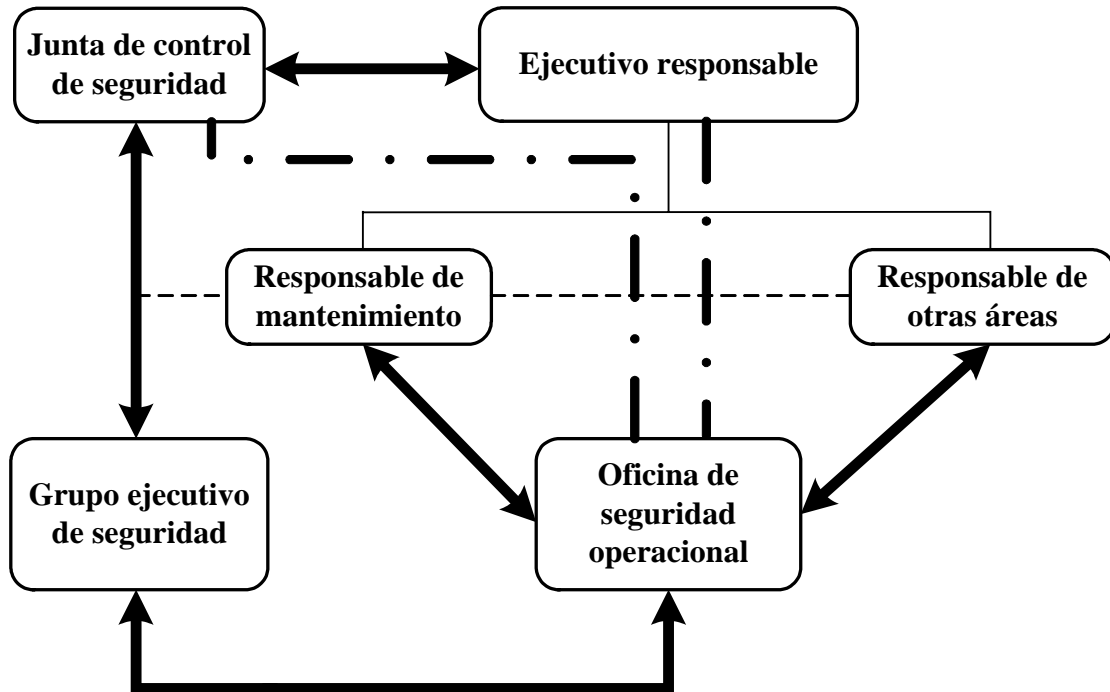 Junta de control
de seguridad
Ejecutivo responsable
Responsable de
mantenimiento
Responsable de
otras áreas
Grupo ejecutivo
de seguridad
Oficina de
seguridad
operacional